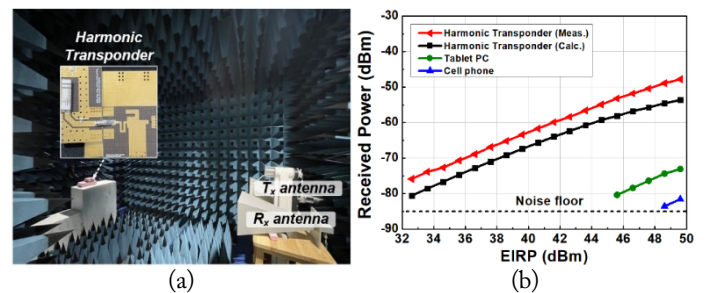 Harmonic
Transponder
Tx antenna
Rx antenna
(a)
Received Power (dBm)
-40
-50
-60
-70
-80
-90
Harmonic Transponder (Meas.)
Harmonic Transponder (Calc.)
Tablet PC
Cell phone
Noise floor
32 34 36 38 40 42 44 46 48 50
EIRP (dBm)
(b)